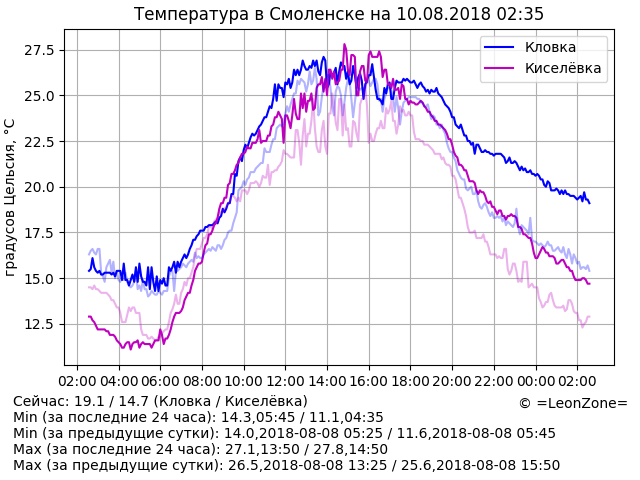 Температура в Смоленске на 10.08.2018 02:35
Кловка
Киселёвка
градусов Цельсия, °C
27.5
25.0
22.5
20.0
17.5
15.0
12.5
02:00 04:00 06:00 08:00 10:00 12:00 14:00 16:00 18:00 20:00 22:00 00:00 02:00
Сейчас: 19.1 / 14.7 (Кловка / Киселёвка)
© =LeonZone=
Min (за последние 24 часа): 14.3,05:45 / 11.1,04:35
Min (за предыдущие сутки): 14.0,2018-08-08 05:25 / 11.6,2018-08-08 05:45
Max (за последние 24 часа): 27.1,13:50 / 27.8,14:50
Max (за предыдущие сутки): 26.5,2018-08-08 13:25 / 25.6,2018-08-08 15:50